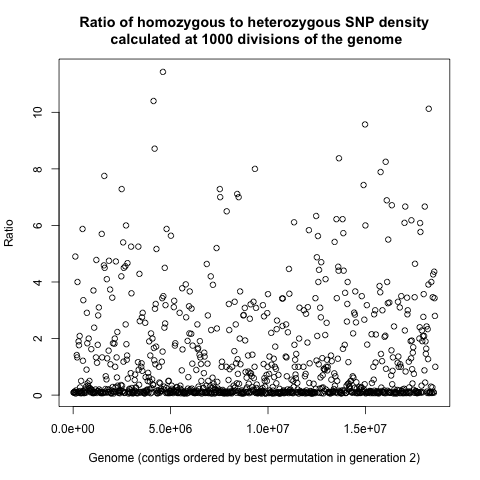 Ratio of homozygous to heterozygous SNP density
calculated at 1000 divisions of the genome
Ratio
10
8
6
4
2
0
0.0e+00 5.0e+06 1.0e+07 1.5e+07
Genome (contigs ordered by best permutation in generation 2)